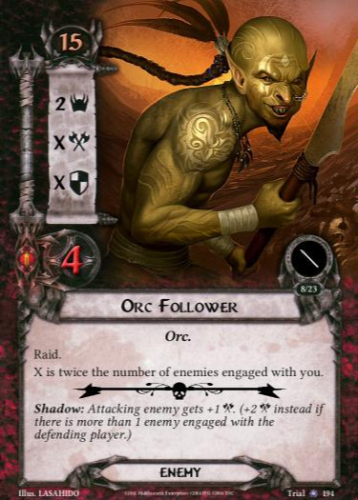 15
2
X
X
4
8/23
ORC FOLLOWER
Orc.
Raid.
X is twice the number of enemies engaged with you.
Shadow: Attacking enemy gets +1 . (+2 instead if
there is more than 1 enemy engaged with the
defending player.)
ENEMY
Illus. LASAHIDO
Trial 194